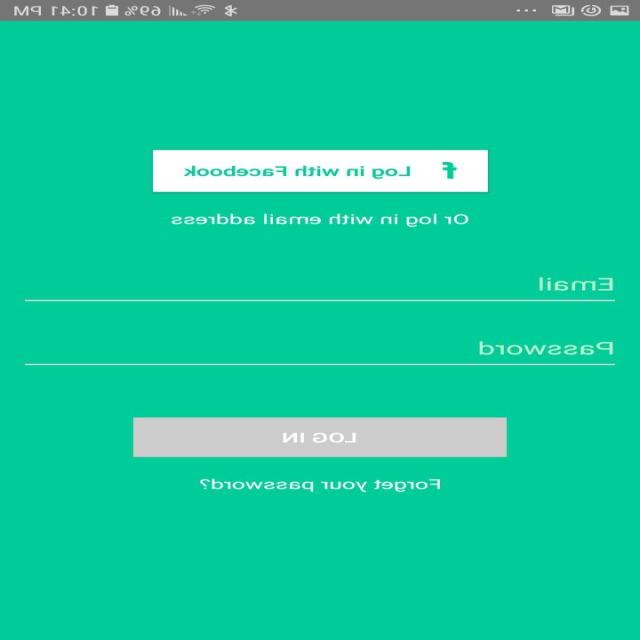 69% 10:41 PM
f Log in with Facebook
Or log in with email address
Email
Password
LOG IN
Forget your password?